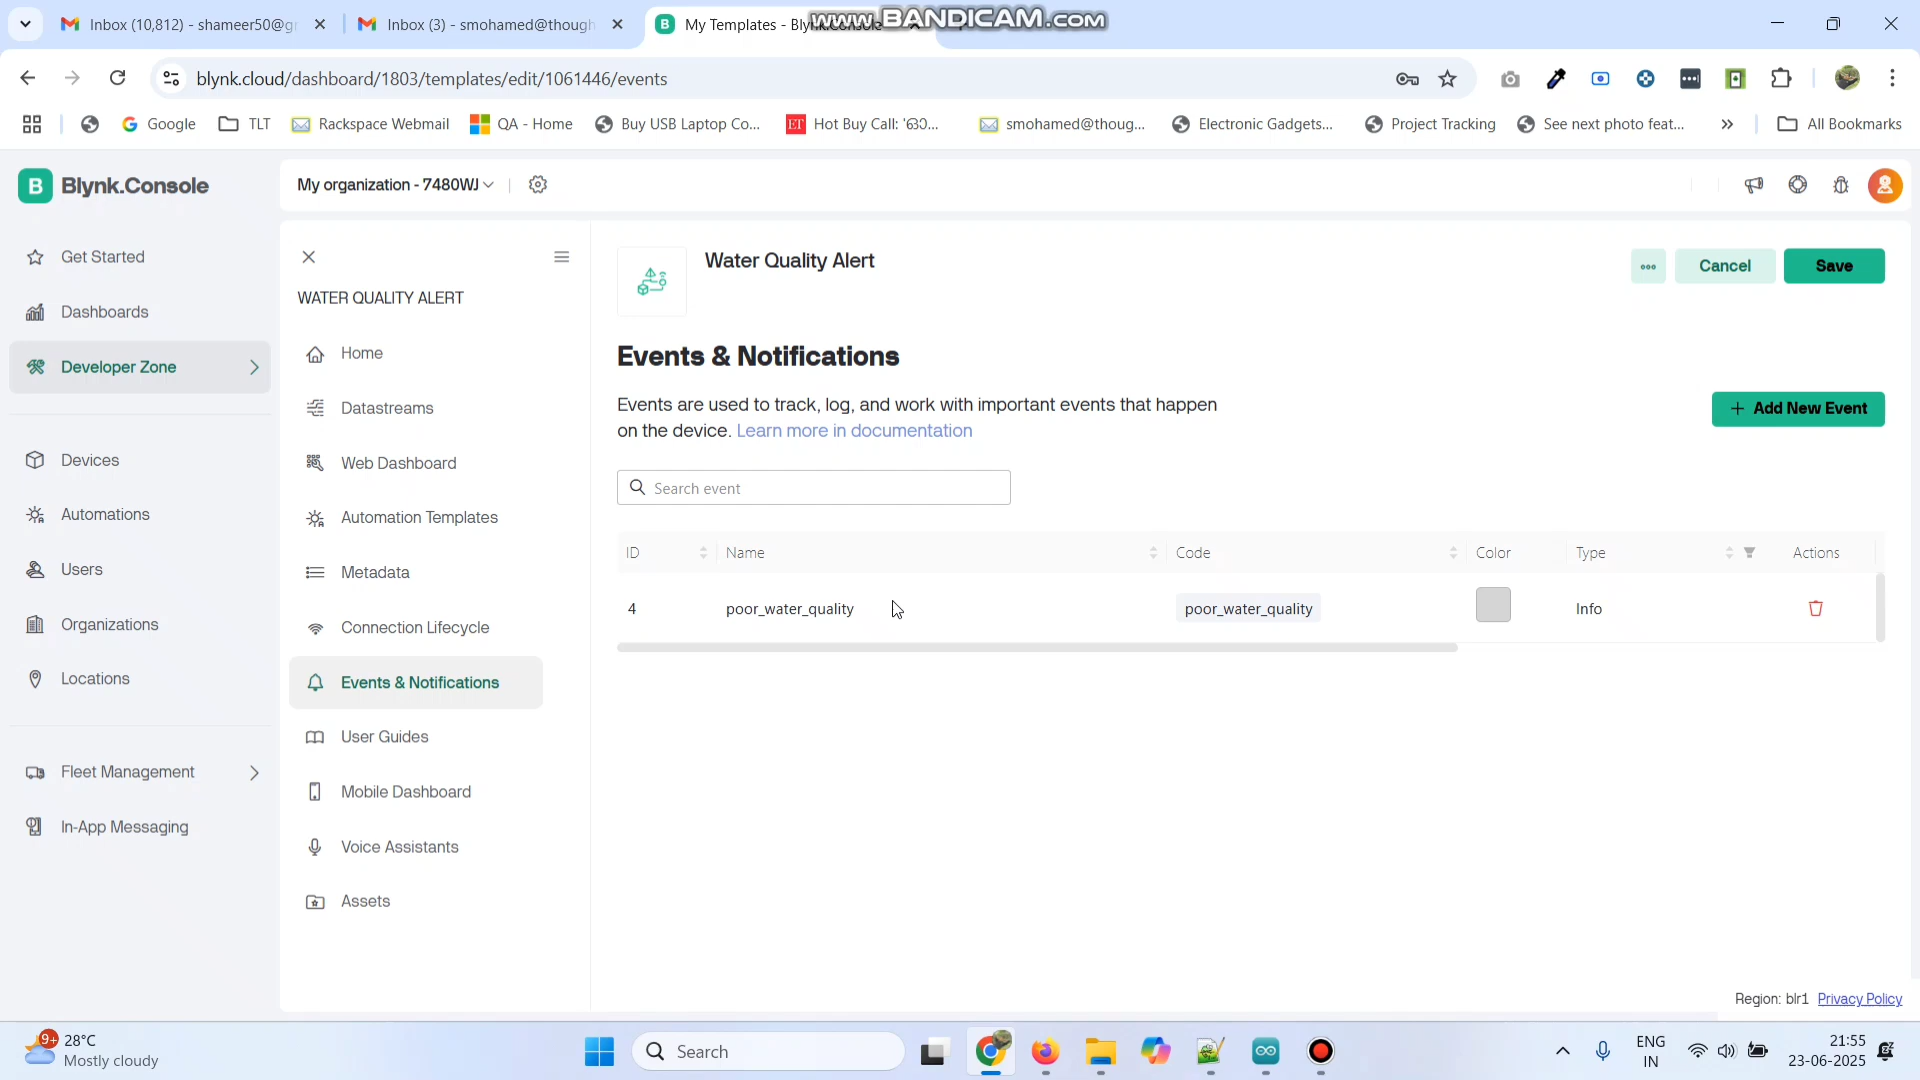 www.BANDICAM.com
Inbox (10,812) - shameer50@g
Inbox (3) - smohamed@though
My Templates - Blynk.Console
blynk.cloud/dashboard/1803/templates/edit/1061446/events
Google
TLT
Rackspace Webmail
QA - Home
Buy USB Laptop Co...
ET
Hot Buy Call: '630...
smohamed@thoug...
Electronic Gadgets...
Project Tracking
See next photo feat...
All Bookmarks
B
Blynk.Console
My organization - 7480WJ
Get Started
Dashboards
Developer Zone
Devices
Automations
Users
Organizations
Locations
Fleet Management
In-App Messaging
WATER QUALITY ALERT
Home
Datastreams
Web Dashboard
Automation Templates
Metadata
Connection Lifecycle
Events & Notifications
User Guides
Mobile Dashboard
Voice Assistants
Assets
Water Quality Alert
Cancel
Save
Events & Notifications
Events are used to track, log, and work with important events that happen
on the device. Learn more in documentation
+ Add New Event
Search event
ID
Name
Code
Color
Type
Actions
4
poor_water_quality
poor_water_quality
Info
Region: blr1
Privacy Policy
9+
28°C
Mostly cloudy
Search
ENG
IN
21:55
23-06-2025